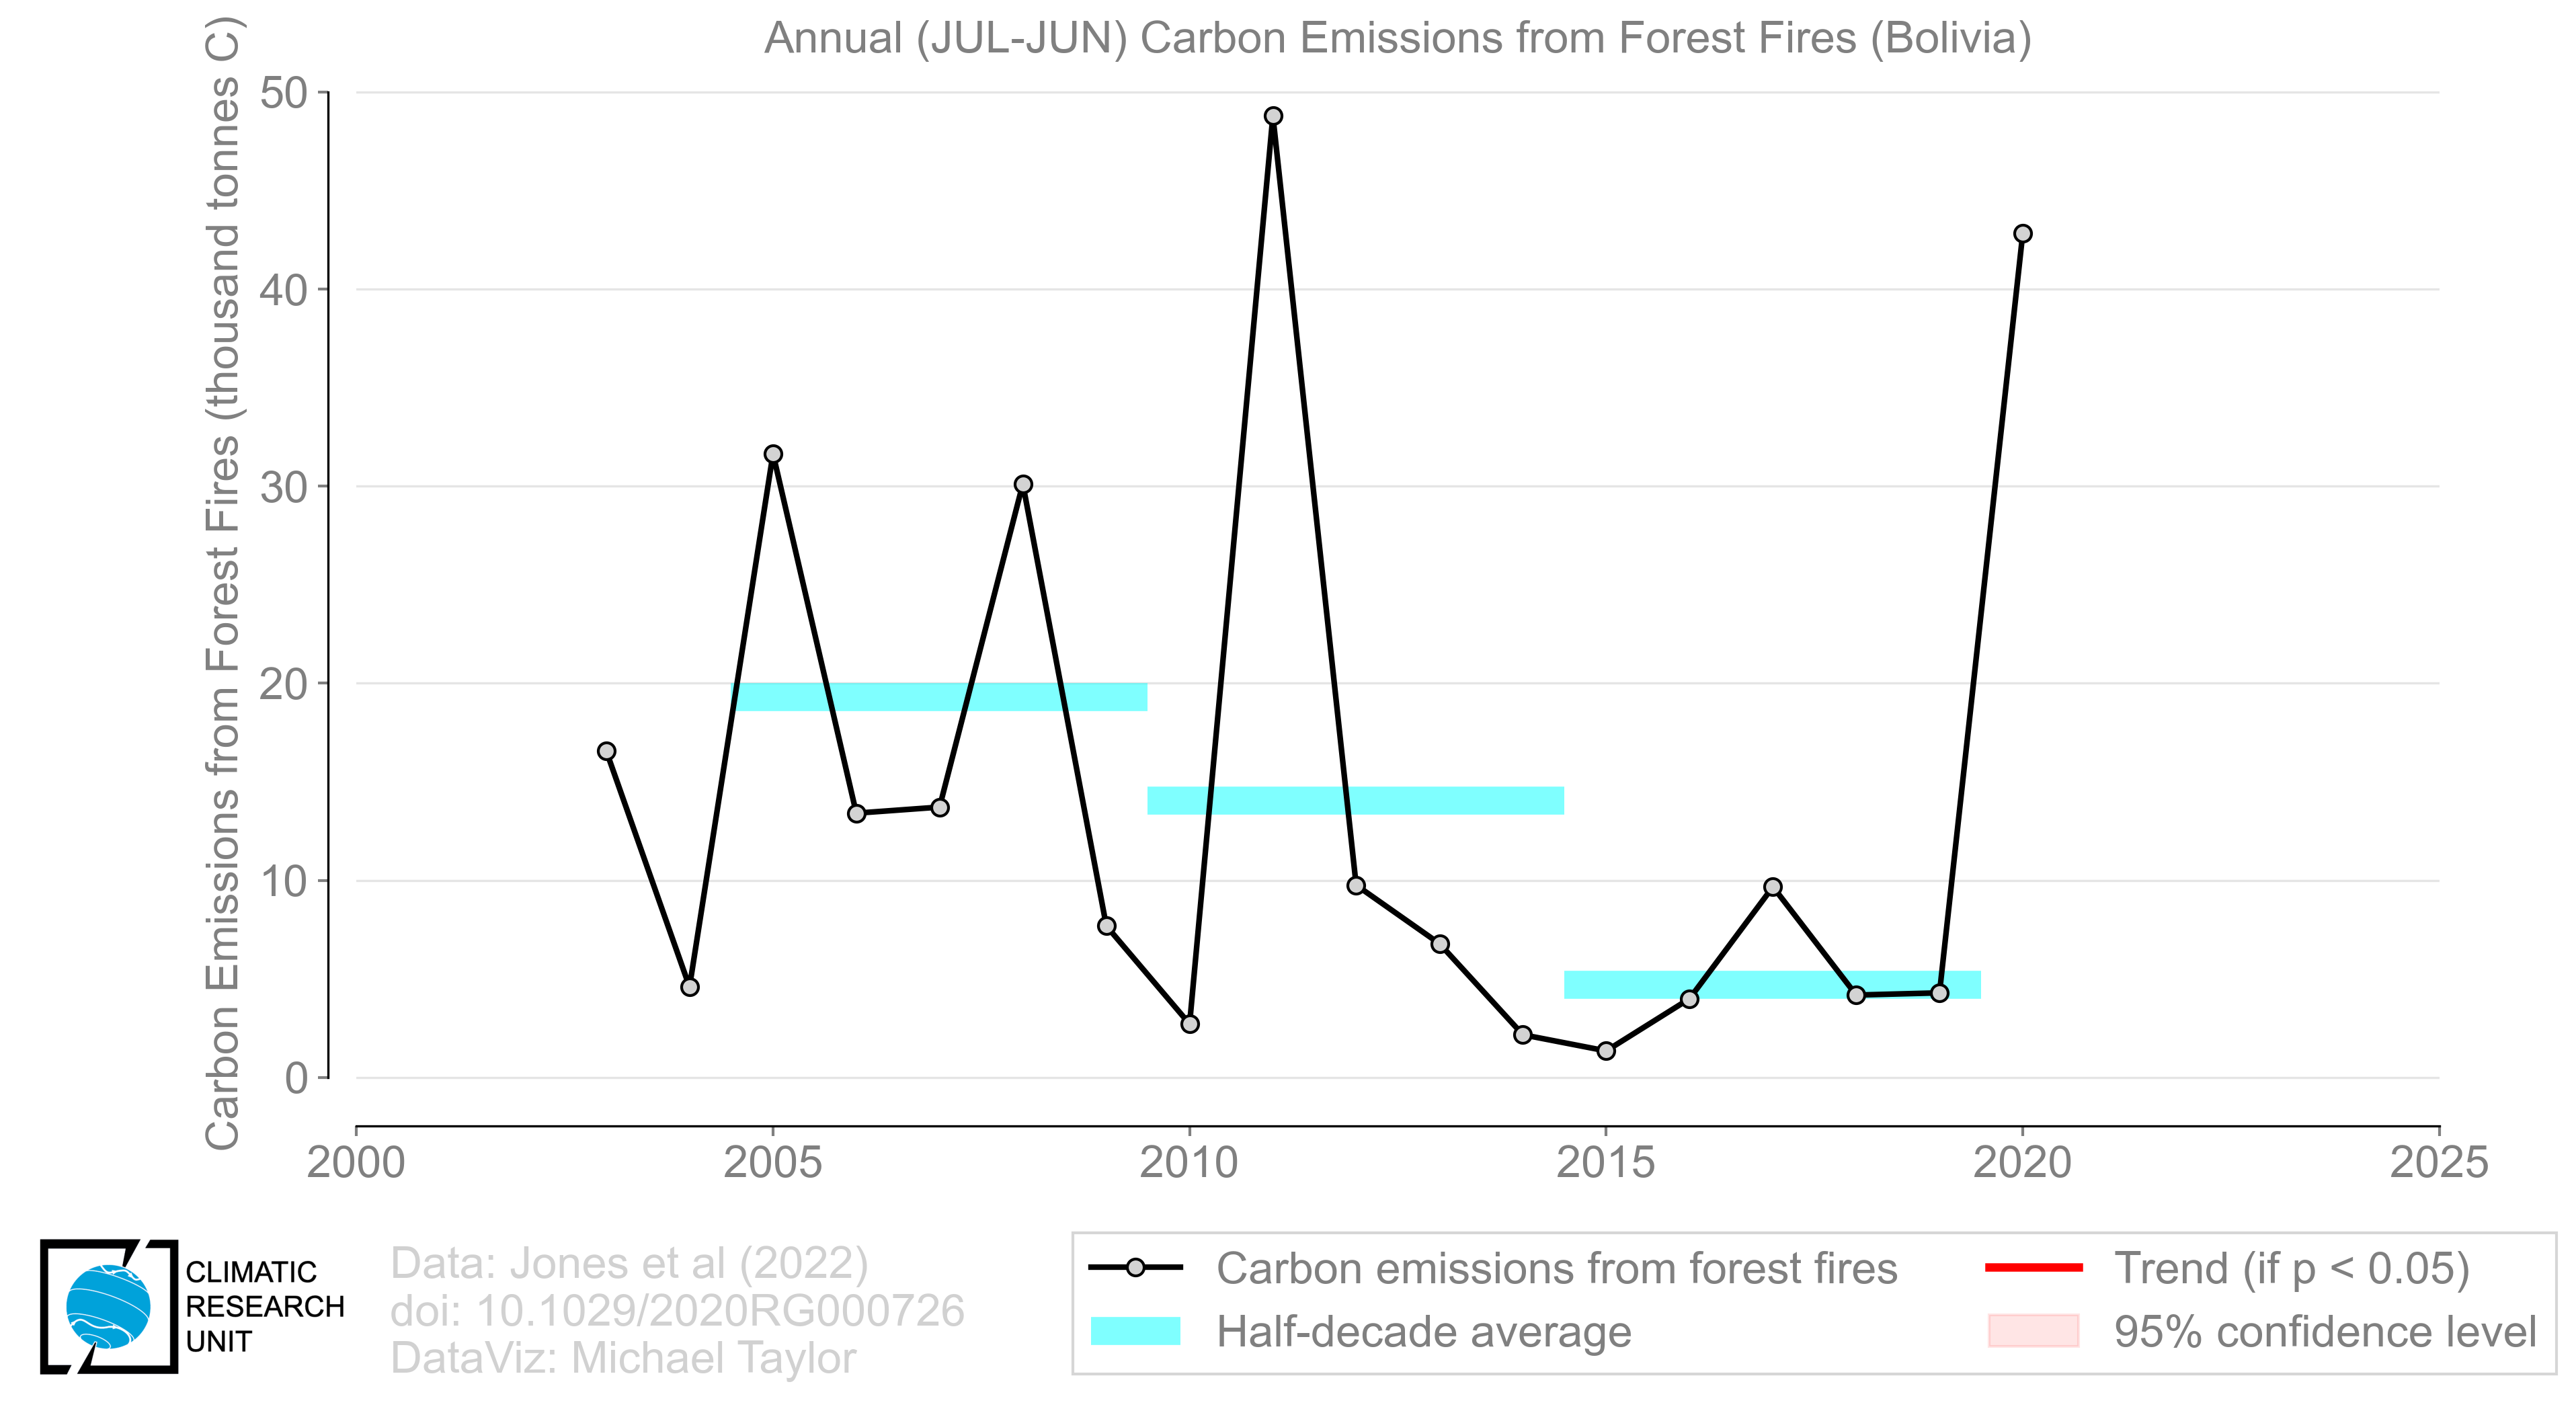 Annual (JUL-JUN) Carbon Emissions from Forest Fires (Bolivia)
Carbon Emissions from Forest Fires (thousand tonnes C)
50
40
30
20
10
0
2000 2005 2010 2015 2020 2025
CLIMATIC
RESEARCH
UNIT
Data: Jones et al (2022)
doi: 10.1029/2020RG000726
DataViz: Michael Taylor
Carbon emissions from forest fires
Half-decade average
Trend (if p < 0.05)
95% confidence level